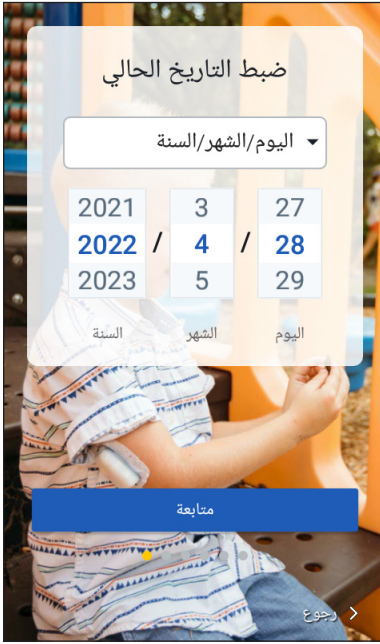 ضبط التاريخ الحالي
اليوم/الشهر/السنة
27 3 2021
28 / 4 / 2022
29 5 2023
اليوم الشهر السنة
متابعة
رجوع